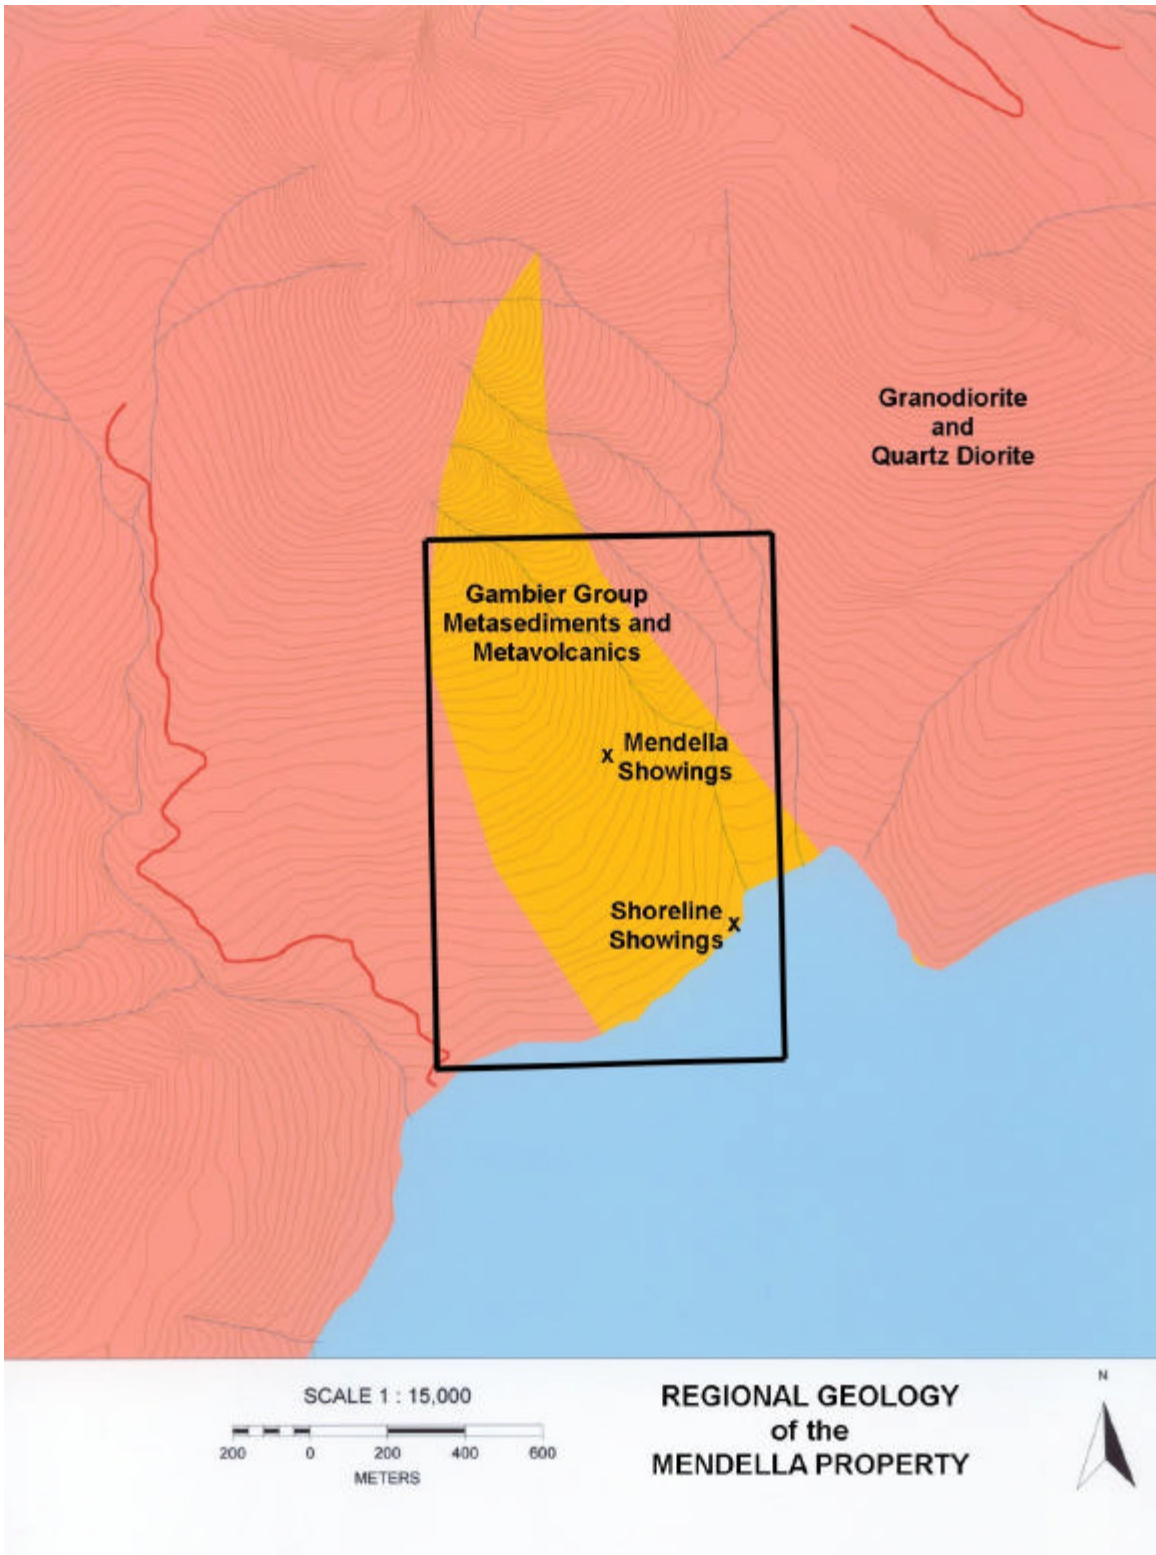 Granodiorite
and
Quartz Diorite
Gambier Group
Metasediments and
Metavolcanics
x Mendella
Showings
Shoreline x
Showings
SCALE 1 : 15,000
200 0 200 400 600
METERS
REGIONAL GEOLOGY
of the
MENDELLA PROPERTY
N